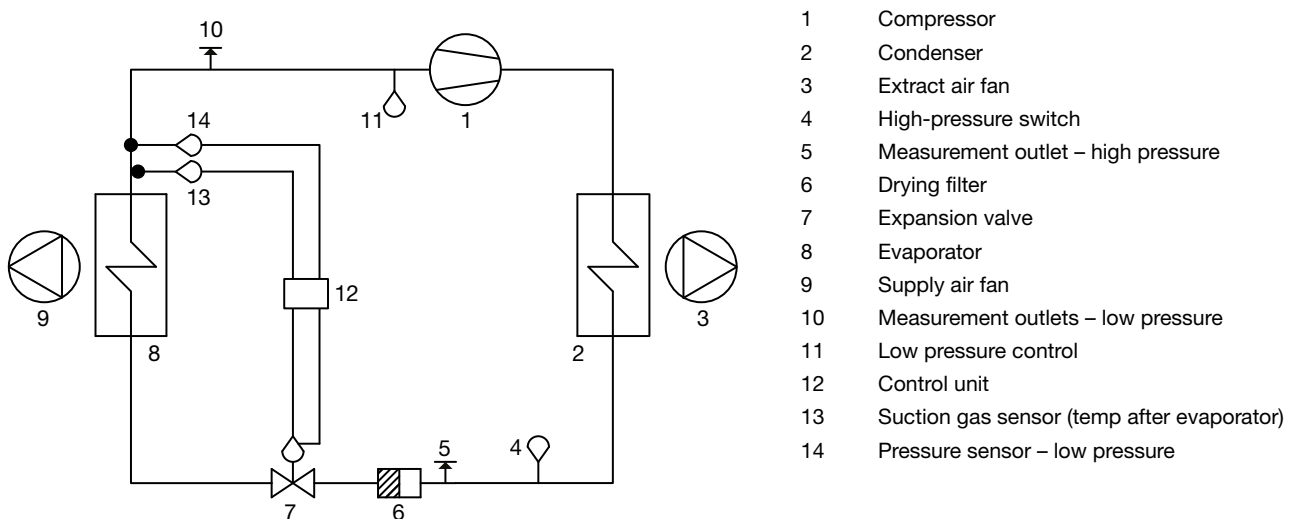 10
14
13
11
1
12
9
8
2
3
7
6
5
4
1 Compressor
2 Condenser
3 Extract air fan
4 High-pressure switch
5 Measurement outlet – high pressure
6 Drying filter
7 Expansion valve
8 Evaporator
9 Supply air fan
10 Measurement outlets – low pressure
11 Low pressure control
12 Control unit
13 Suction gas sensor (temp after evaporator)
14 Pressure sensor – low pressure